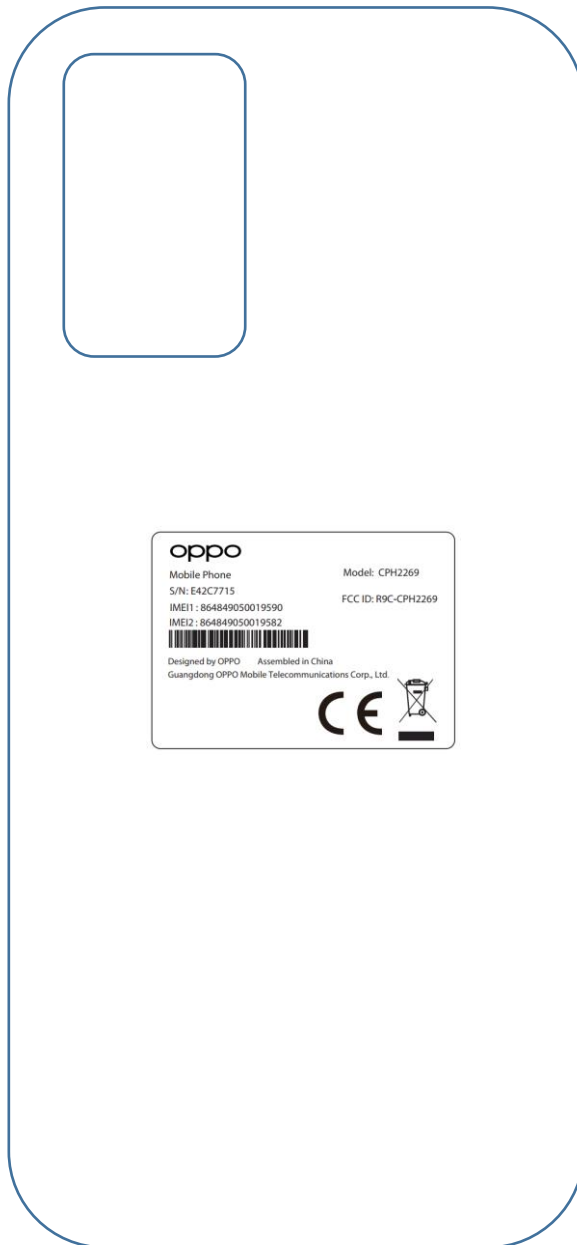 oppo
Mobile Phone
Model: CPH2269
S/N: E42C7715
FCC ID: R9C-CPH2269
IMEI1 : 864849050019590
IMEI2 : 864849050019582
Designed by OPPO Assembled in China
Guangdong OPPO Mobile Telecommunications Corp., Ltd.
CE